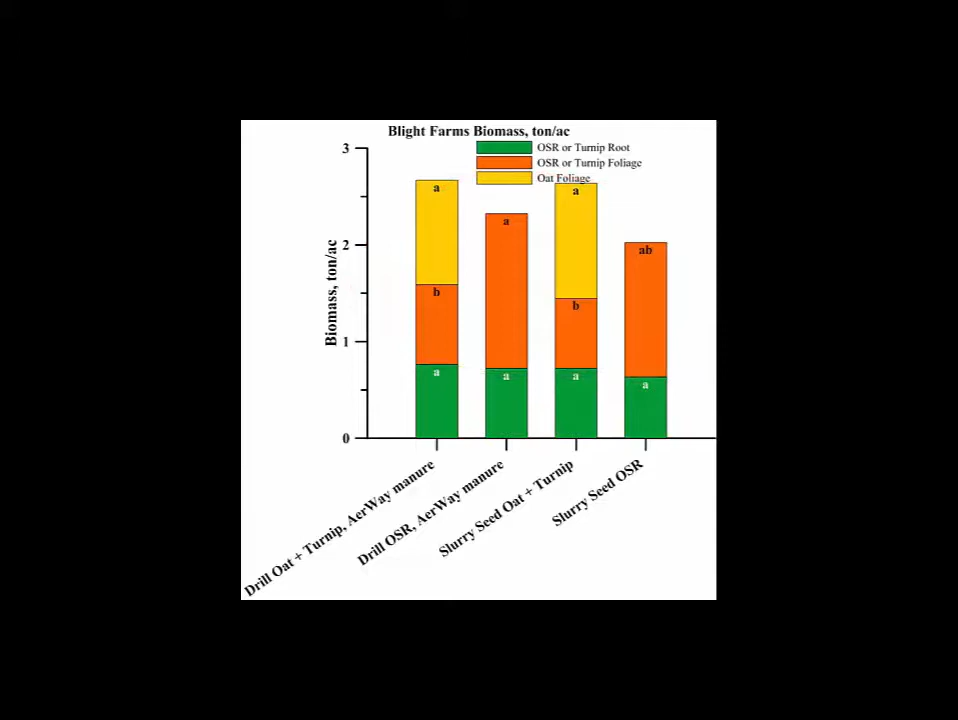 Blight Farms Biomass, ton/ac
OSR or Turnip Root
OSR or Turnip Foliage
Oat Foliage
Biomass, ton/ac
3
2
1
0
a
b
a
a
a
a
b
a
ab
a
Drill Oat + Turnip, AerWay manure
Drill OSR, AerWay manure
Slurry Seed Oat + Turnip
Slurry Seed OSR